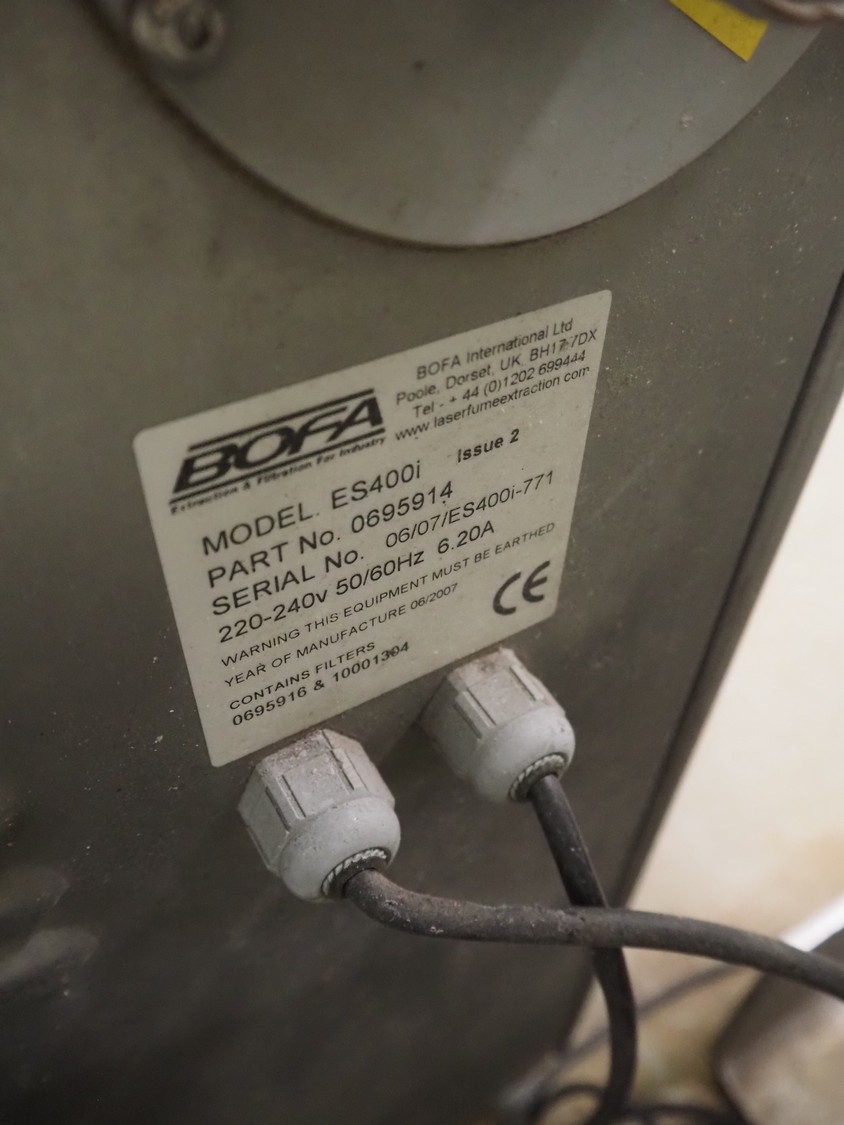 BOFA
Extraction & Filtration For Industry
BOFA International Ltd
Poole, Dorset, UK BH17 7DX
Tel:- + 44 (0)1202 699444
www.laserfumeextraction.com
MODEL. ES400i Issue 2
PART No. 0695914
SERIAL No. 06/07/ES400i-771
220-240v 50/60Hz 6.20A
WARNING THIS EQUIPMENT MUST BE EARTHED
YEAR OF MANUFACTURE 06/2007
CE
CONTAINS FILTERS
0695916 & 10001304